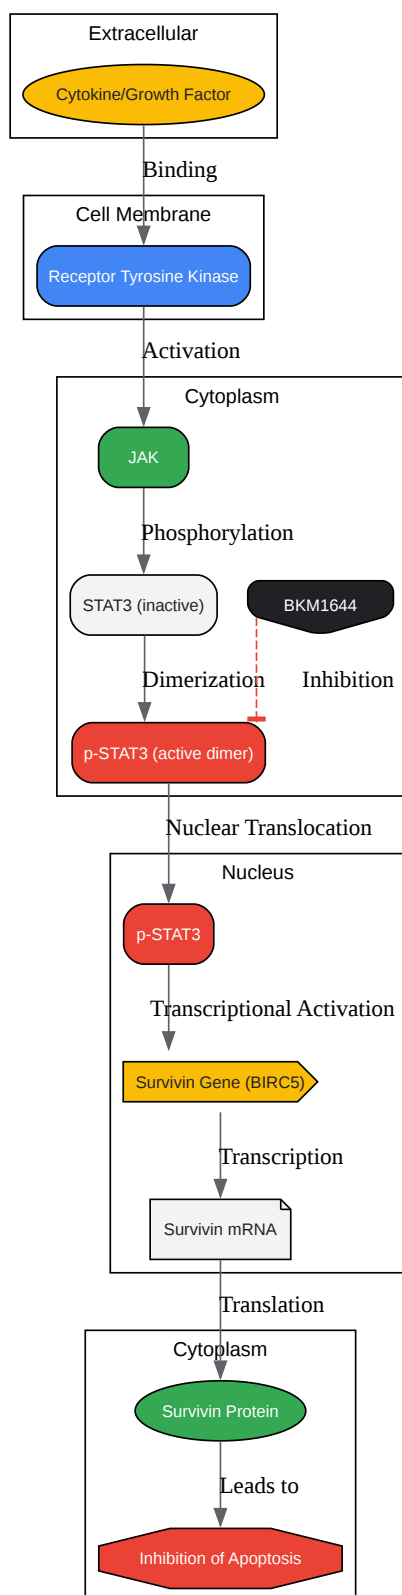 Extracellular
Cytokine/Growth Factor
Binding
Cell Membrane
Receptor Tyrosine Kinase
Activation
Cytoplasm
JAK
Phosphorylation
STAT3 (inactive)
BKM1644
Dimerization
Inhibition
p-STAT3 (active dimer)
Nuclear Translocation
Nucleus
p-STAT3
Transcriptional Activation
Survivin Gene (BIRC5)
Transcription
Survivin mRNA
Translation
Cytoplasm
Survivin Protein
Leads to
Inhibition of Apoptosis